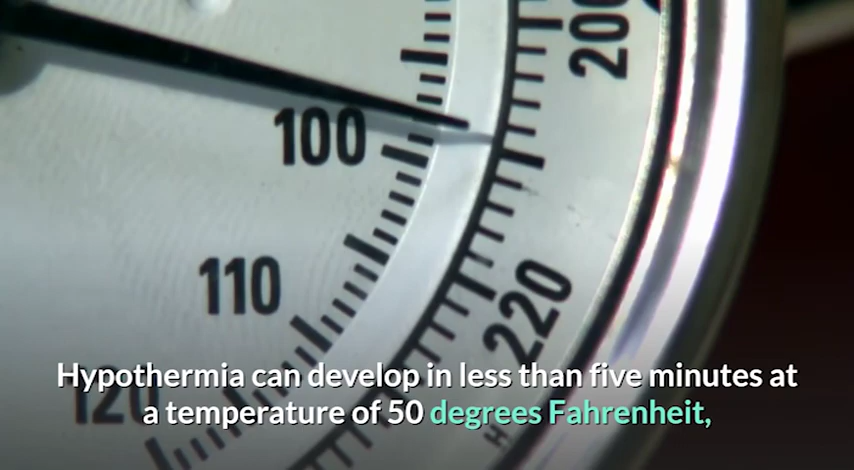 200
100
110
220
120
Hypothermia can develop in less than five minutes at
a temperature of 50 degrees Fahrenheit,
H